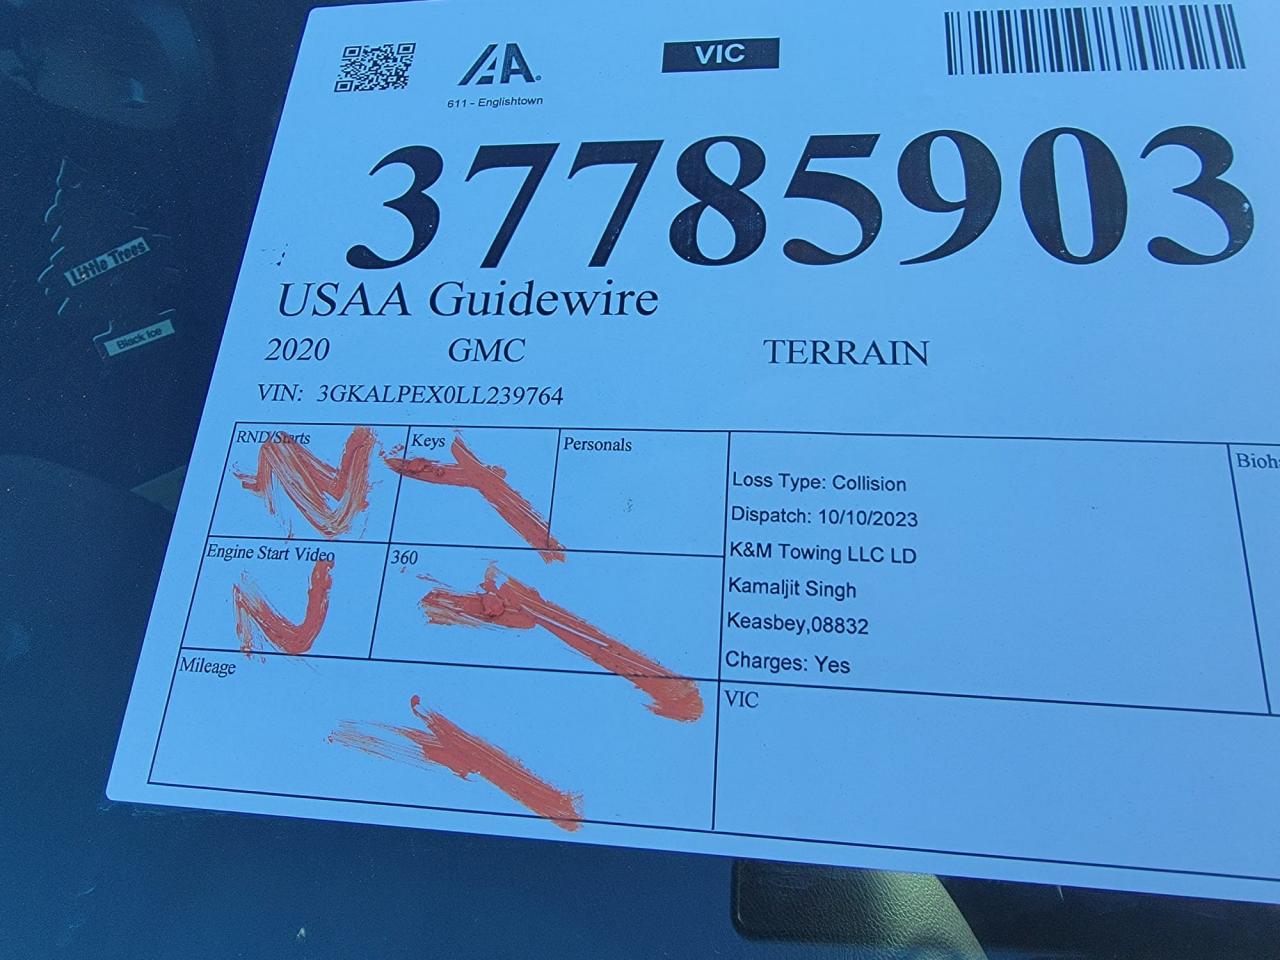 IAA
VIC
611 - Englishtown
37785903
USAA Guidewire
2020 GMC TERRAIN
VIN: 3GKALPEX0LL239764
RND/Starts Keys Personals
N
Engine Start Video 360
Mileage
Loss Type: Collision
Dispatch: 10/10/2023
K&M Towing LLC LD
Kamaljit Singh
Keasbey,08832
Charges: Yes
VIC
Little Trees
Black Ice